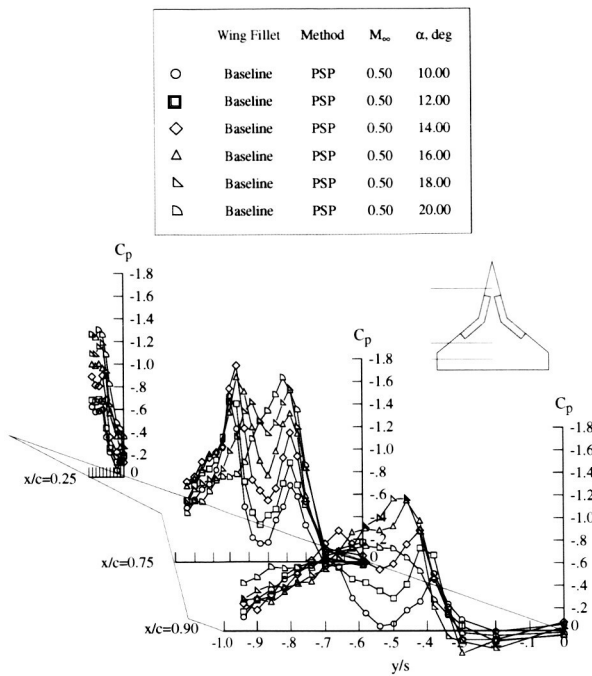 Wing Fillet Method M∞ α, deg
Baseline PSP 0.50 10.00
Baseline PSP 0.50 12.00
Baseline PSP 0.50 14.00
Baseline PSP 0.50 16.00
Baseline PSP 0.50 18.00
Baseline PSP 0.50 20.00
Cp
-1.8
-1.6
-1.4
-1.2
-1.0
-.8
-.6
-.4
-.2
0
x/c=0.25
Cp
-1.8
-1.6
-1.4
-1.2
-1.0
-.8
-.6
-.4
-.2
0
x/c=0.75
Cp
-1.8
-1.6
-1.4
-1.2
-1.0
-.8
-.6
-.4
-.2
0
x/c=0.90
-1.0 -.9 -.8 -.7 -.6 -.5 -.4 -.3 -.2 -.1 0
y/s